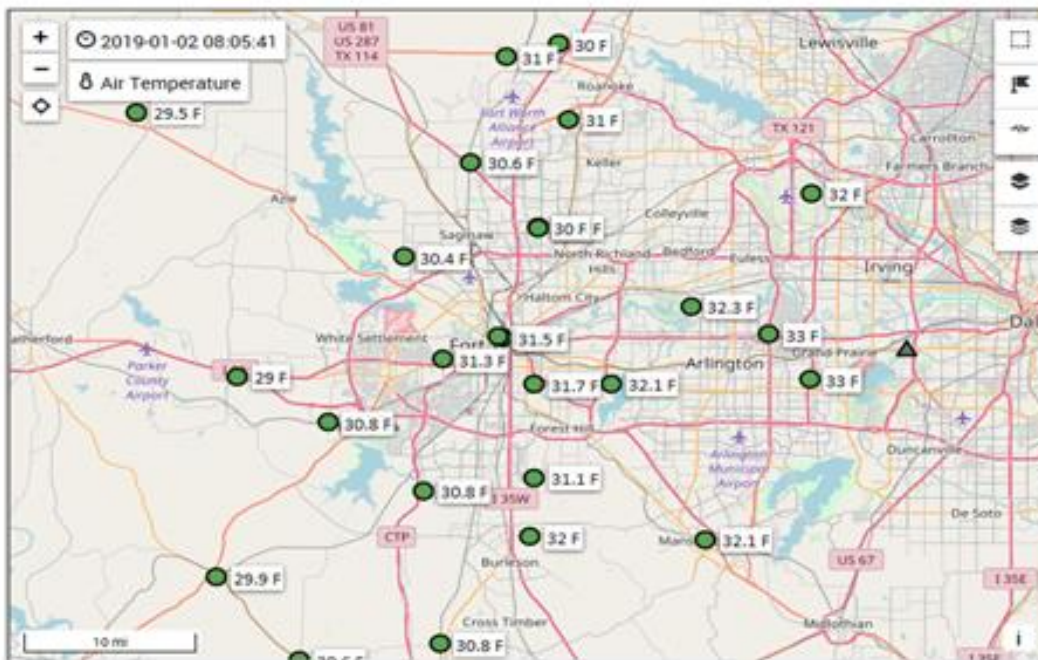 +
−
2019-01-02 08:05:41
Air Temperature
US 81
US 287
TX 114
31 F
30 F
Lewisville
Roanoke
29.5 F
Fort Worth
Alliance
Airport
31 F
TX 121
Carrollton
30.6 F
Keller
Farmers Branch
Azle
32 F
Colleyville
Saginaw
30 F
F
30.4 F
North Richland
Hills
Bedford
Euless
Irving
Haltom City
32.3 F
White Settlement
Fort
31.5 F
33 F
Grand Prairie
Dal
Parker
County
Airport
31.3 F
Arlington
29 F
31.7 F
32.1 F
33 F
30.8 F
Forest Hill
Arlington
Municipal
Airport
Duncanville
31.1 F
30.8 F
I 35W
De Soto
CTP
32 F
32.1 F
Burleson
US 67
29.9 F
I 35E
Cross Timber
Midlothian
10 mi
30.8 F
i
I 35E